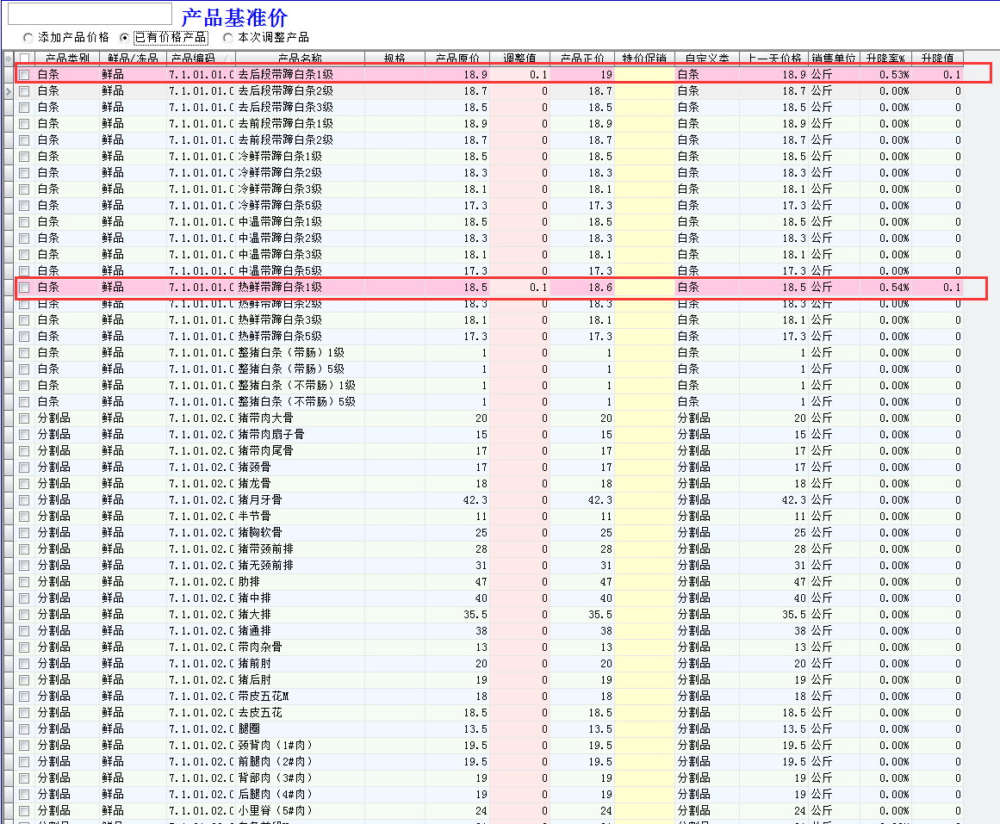 产品基准价
添加产品价格 已有价格产品 本次调整产品
产品类别 鲜品/冻品 产品编码 产品名称 规格 产品原价 调整值 产品正价 特价促销 自定义类 上一天价格 销售单位 升降率% 升降值
白条 鲜品 7.1.01.01. 去后段带蹄白条1级 18.9 0.1 19 白条 18.9 公斤 0.53% 0.1
白条 鲜品 7.1.01.01. 去后段带蹄白条2级 18.7 0 18.7 白条 18.7 公斤 0.00% 0
白条 鲜品 7.1.01.01. 去后段带蹄白条3级 18.5 0 18.5 白条 18.5 公斤 0.00% 0
白条 鲜品 7.1.01.01. 去前段带蹄白条1级 18.9 0 18.9 白条 18.9 公斤 0.00% 0
白条 鲜品 7.1.01.01. 去前段带蹄白条2级 18.7 0 18.7 白条 18.7 公斤 0.00% 0
白条 鲜品 7.1.01.01. 冷鲜带蹄白条1级 18.5 0 18.5 白条 18.5 公斤 0.00% 0
白条 鲜品 7.1.01.01. 冷鲜带蹄白条2级 18.3 0 18.3 白条 18.3 公斤 0.00% 0
白条 鲜品 7.1.01.01. 冷鲜带蹄白条3级 18.1 0 18.1 白条 18.1 公斤 0.00% 0
白条 鲜品 7.1.01.01. 冷鲜带蹄白条5级 17.3 0 17.3 白条 17.3 公斤 0.00% 0
白条 鲜品 7.1.01.01. 中温带蹄白条1级 18.5 0 18.5 白条 18.5 公斤 0.00% 0
白条 鲜品 7.1.01.01. 中温带蹄白条2级 18.3 0 18.3 白条 18.3 公斤 0.00% 0
白条 鲜品 7.1.01.01. 中温带蹄白条3级 18.1 0 18.1 白条 18.1 公斤 0.00% 0
白条 鲜品 7.1.01.01. 中温带蹄白条5级 17.3 0 17.3 白条 17.3 公斤 0.00% 0
白条 鲜品 7.1.01.01. 热鲜带蹄白条1级 18.5 0.1 18.6 白条 18.5 公斤 0.54% 0.1
白条 鲜品 7.1.01.01. 热鲜带蹄白条2级 18.3 0 18.3 白条 18.3 公斤 0.00% 0
白条 鲜品 7.1.01.01. 热鲜带蹄白条3级 18.1 0 18.1 白条 18.1 公斤 0.00% 0
白条 鲜品 7.1.01.01. 热鲜带蹄白条5级 17.3 0 17.3 白条 17.3 公斤 0.00% 0
白条 鲜品 7.1.01.01. 整猪白条（带肠）1级 1 0 1 白条 1 公斤 0.00% 0
白条 鲜品 7.1.01.01. 整猪白条（带肠）5级 1 0 1 白条 1 公斤 0.00% 0
白条 鲜品 7.1.01.01. 整猪白条（不带肠）1级 1 0 1 白条 1 公斤 0.00% 0
白条 鲜品 7.1.01.01. 整猪白条（不带肠）5级 1 0 1 白条 1 公斤 0.00% 0
分割品 鲜品 7.1.01.02. 猪带肉大骨 20 0 20 分割品 20 公斤 0.00% 0
分割品 鲜品 7.1.01.02. 猪带肉扇子骨 15 0 15 分割品 15 公斤 0.00% 0
分割品 鲜品 7.1.01.02. 猪带肉尾骨 17 0 17 分割品 17 公斤 0.00% 0
分割品 鲜品 7.1.01.02. 猪颈骨 17 0 17 分割品 17 公斤 0.00% 0
分割品 鲜品 7.1.01.02. 猪龙骨 18 0 18 分割品 18 公斤 0.00% 0
分割品 鲜品 7.1.01.02. 猪月牙骨 42.3 0 42.3 分割品 42.3 公斤 0.00% 0
分割品 鲜品 7.1.01.02. 半节骨 11 0 11 分割品 11 公斤 0.00% 0
分割品 鲜品 7.1.01.02. 猪胸软骨 25 0 25 分割品 25 公斤 0.00% 0
分割品 鲜品 7.1.01.02. 猪带颈前排 28 0 28 分割品 28 公斤 0.00% 0
分割品 鲜品 7.1.01.02. 猪无颈前排 31 0 31 分割品 31 公斤 0.00% 0
分割品 鲜品 7.1.01.02. 肋排 47 0 47 分割品 47 公斤 0.00% 0
分割品 鲜品 7.1.01.02. 猪中排 40 0 40 分割品 40 公斤 0.00% 0
分割品 鲜品 7.1.01.02. 猪大排 35.5 0 35.5 分割品 35.5 公斤 0.00% 0
分割品 鲜品 7.1.01.02. 猪通排 38 0 38 分割品 38 公斤 0.00% 0
分割品 鲜品 7.1.01.02. 带肉杂骨 13 0 13 分割品 13 公斤 0.00% 0
分割品 鲜品 7.1.01.02. 猪前肘 20 0 20 分割品 20 公斤 0.00% 0
分割品 鲜品 7.1.01.02. 猪后肘 19 0 19 分割品 19 公斤 0.00% 0
分割品 鲜品 7.1.01.02. 带皮五花M 18 0 18 分割品 18 公斤 0.00% 0
分割品 鲜品 7.1.01.02. 去皮五花 18.5 0 18.5 分割品 18.5 公斤 0.00% 0
分割品 鲜品 7.1.01.02. 腿圈 13.5 0 13.5 分割品 13.5 公斤 0.00% 0
分割品 鲜品 7.1.01.02. 颈背肉（1#肉） 19.5 0 19.5 分割品 19.5 公斤 0.00% 0
分割品 鲜品 7.1.01.02. 前腿肉（2#肉） 19.5 0 19.5 分割品 19.5 公斤 0.00% 0
分割品 鲜品 7.1.01.02. 背部肉（3#肉） 19 0 19 分割品 19 公斤 0.00% 0
分割品 鲜品 7.1.01.02. 后腿肉（4#肉） 19 0 19 分割品 19 公斤 0.00% 0
分割品 鲜品 7.1.01.02. 小里脊（5#肉） 24 0 24 分割品 24 公斤 0.00% 0